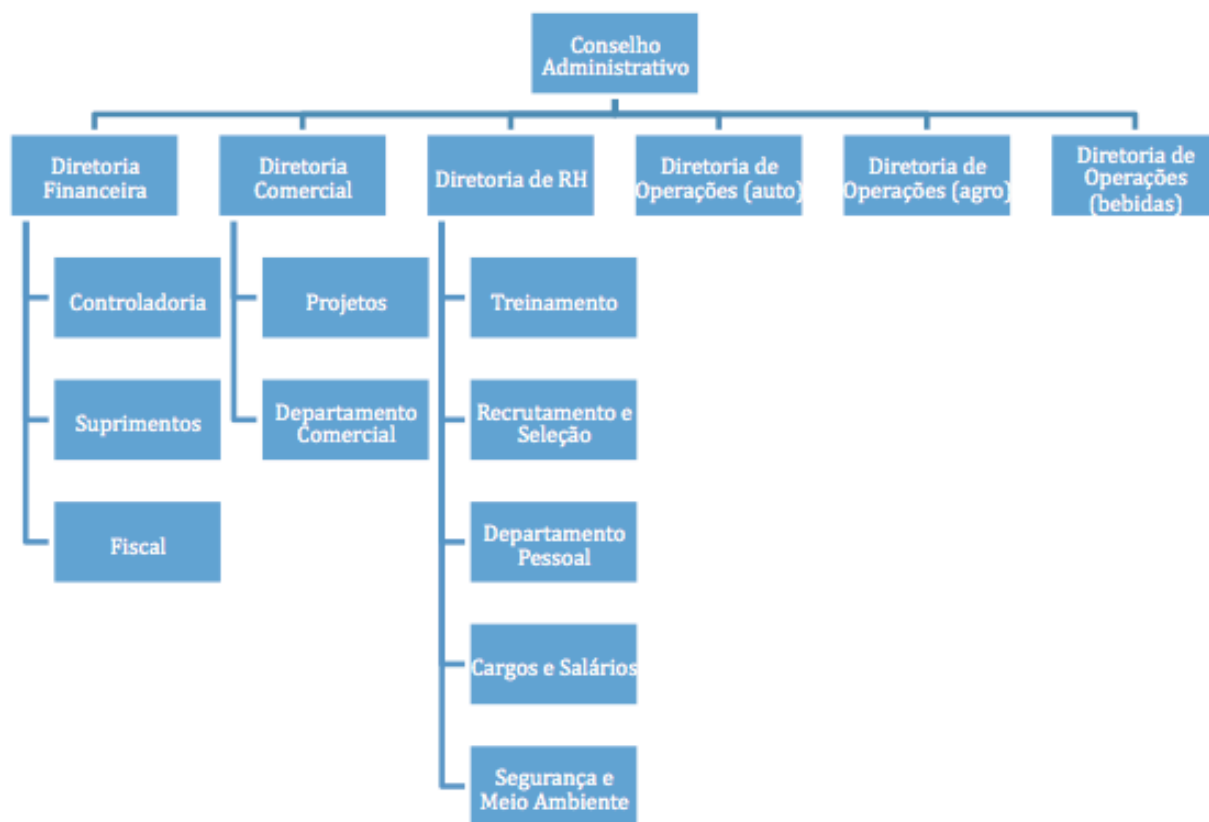 Conselho
Administrativo
Diretoria
Financeira
Diretoria
Comercial
Diretoria de RH
Diretoria de
Operações (auto)
Diretoria de
Operações (agro)
Diretoria de
Operações
(bebidas)
Controladoria
Suprimentos
Fiscal
Projetos
Departamento
Comercial
Treinamento
Recrutamento e
Seleção
Departamento
Pessoal
Cargos e Salários
Segurança e
Meio Ambiente